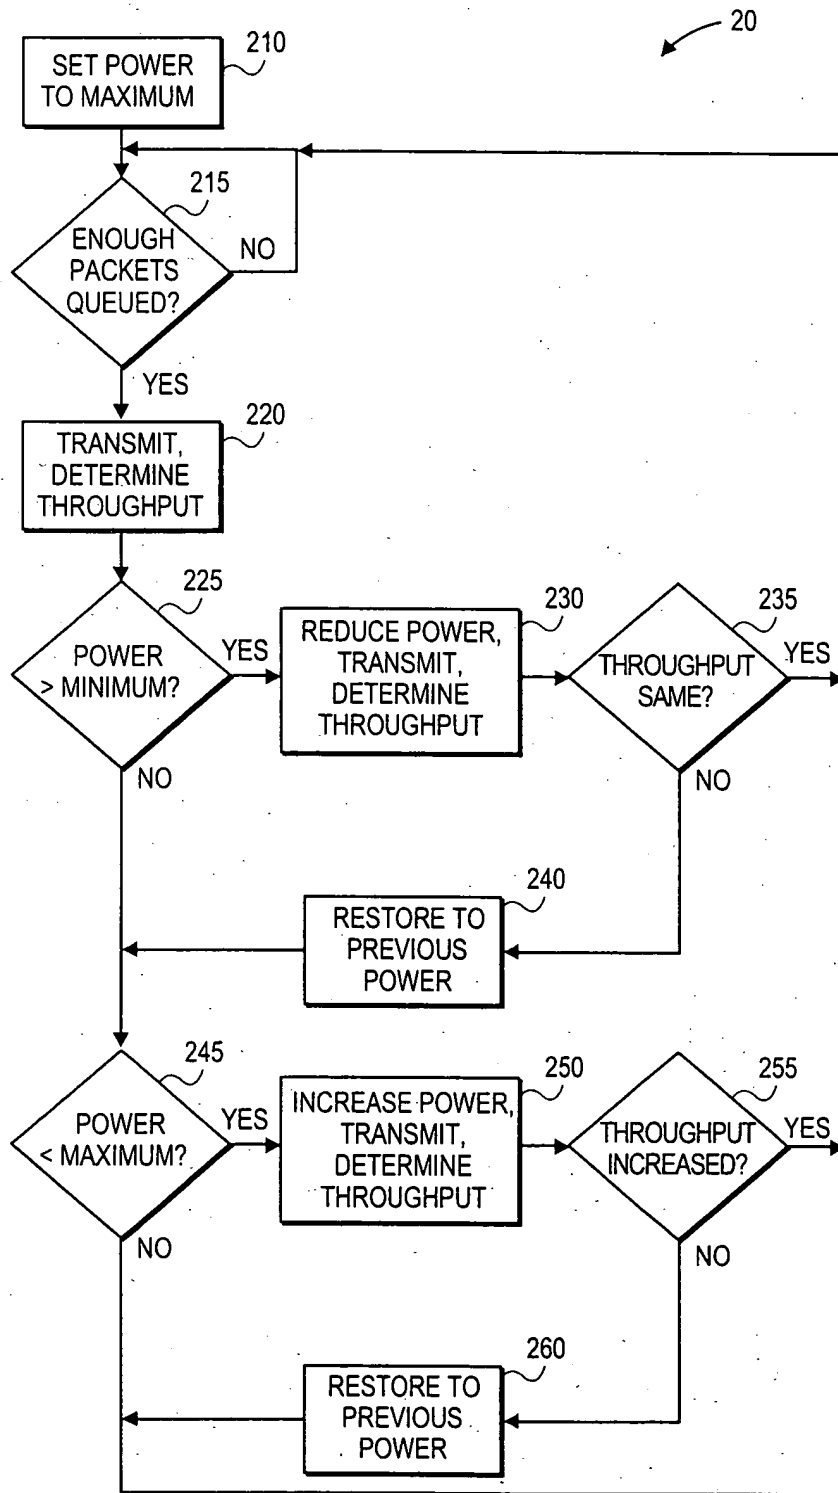 20
SET POWER
TO MAXIMUM
210
215
ENOUGH
PACKETS
QUEUED?
NO
YES
220
TRANSMIT,
DETERMINE
THROUGHPUT
225
POWER
> MINIMUM?
YES
NO
230
REDUCE POWER,
TRANSMIT,
DETERMINE
THROUGHPUT
235
THROUGHPUT
SAME?
YES
NO
240
RESTORE TO
PREVIOUS
POWER
245
POWER
< MAXIMUM?
YES
NO
250
INCREASE POWER,
TRANSMIT,
DETERMINE
THROUGHPUT
255
THROUGHPUT
INCREASED?
YES
NO
260
RESTORE TO
PREVIOUS
POWER